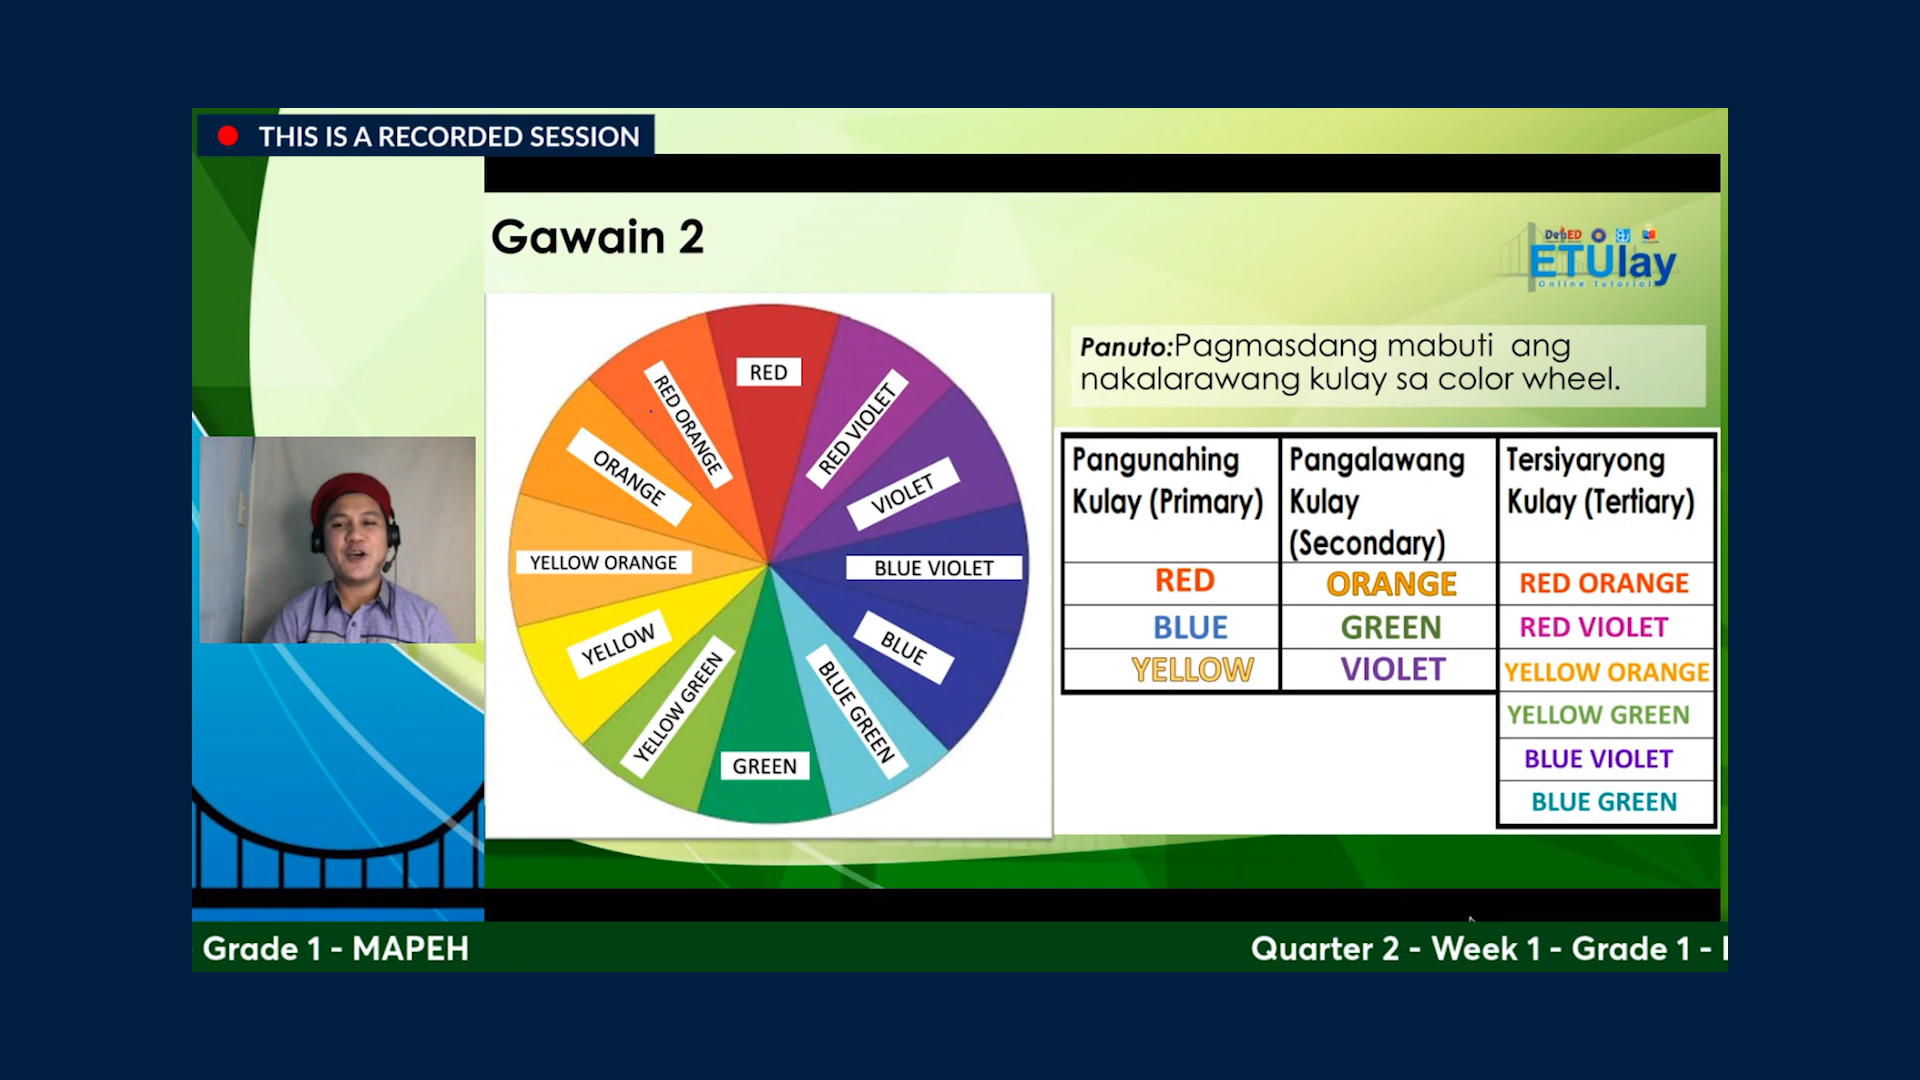 THIS IS A RECORDED SESSION
Gawain 2
DepED
ETUlay
Online Tutorial
Panuto:Pagmasdang mabuti ang
nakalarawang kulay sa color wheel.
RED
RED VIOLET
VIOLET
BLUE VIOLET
BLUE
BLUE GREEN
GREEN
YELLOW GREEN
YELLOW
YELLOW ORANGE
ORANGE
RED ORANGE
Pangunahing
Kulay (Primary)
Pangalawang
Kulay
(Secondary)
Tersiyaryong
Kulay (Tertiary)
RED
ORANGE
RED ORANGE
BLUE
GREEN
RED VIOLET
YELLOW
VIOLET
YELLOW ORANGE
YELLOW GREEN
BLUE VIOLET
BLUE GREEN
Grade 1 - MAPEH
Quarter 2 - Week 1 - Grade 1 -